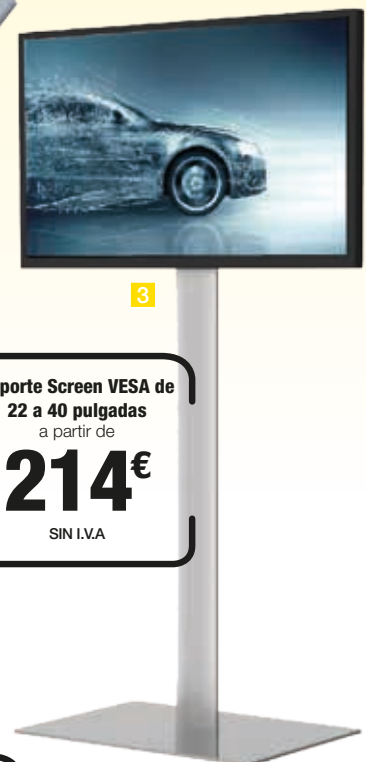 3
porte Screen VESA de
22 a 40 pulgadas
a partir de
214€
SIN I.V.A